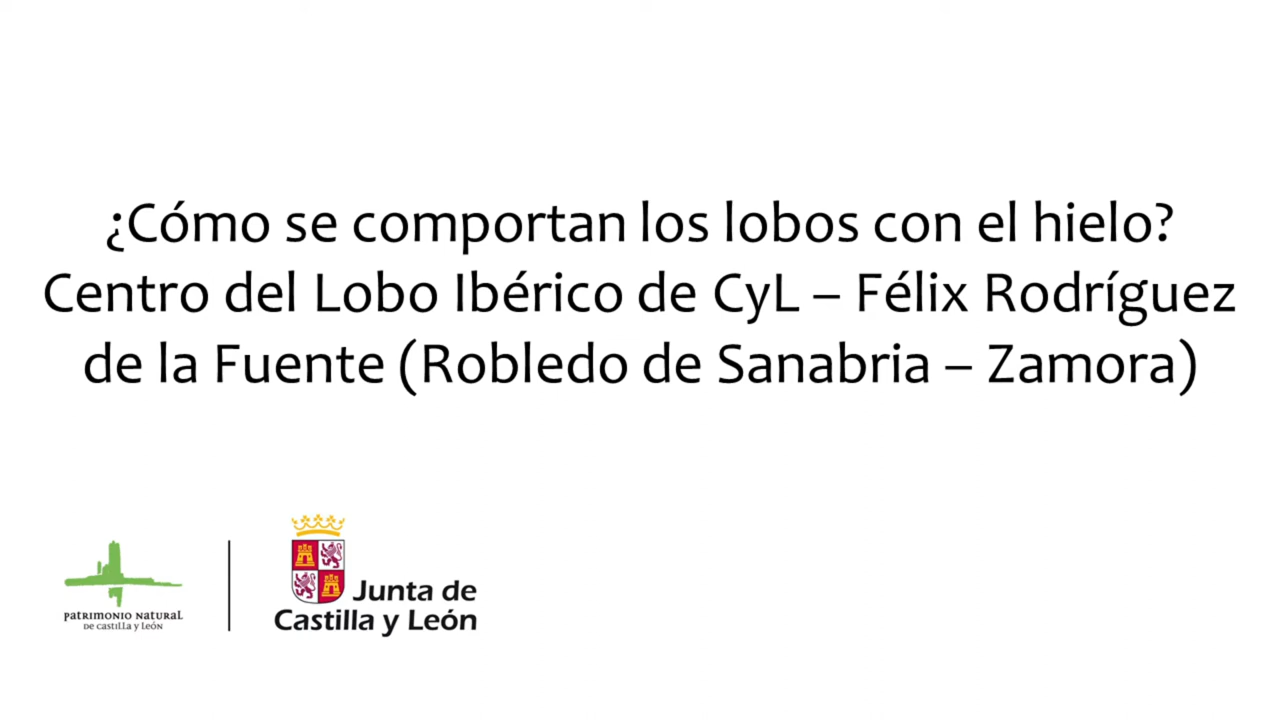 ¿Cómo se comportan los lobos con el hielo?
Centro del Lobo Ibérico de CyL – Félix Rodríguez
de la Fuente (Robledo de Sanabria – Zamora)
PATRIMONIO NATURAL
DE CASTILLA Y LEÓN
Junta de
Castilla y León